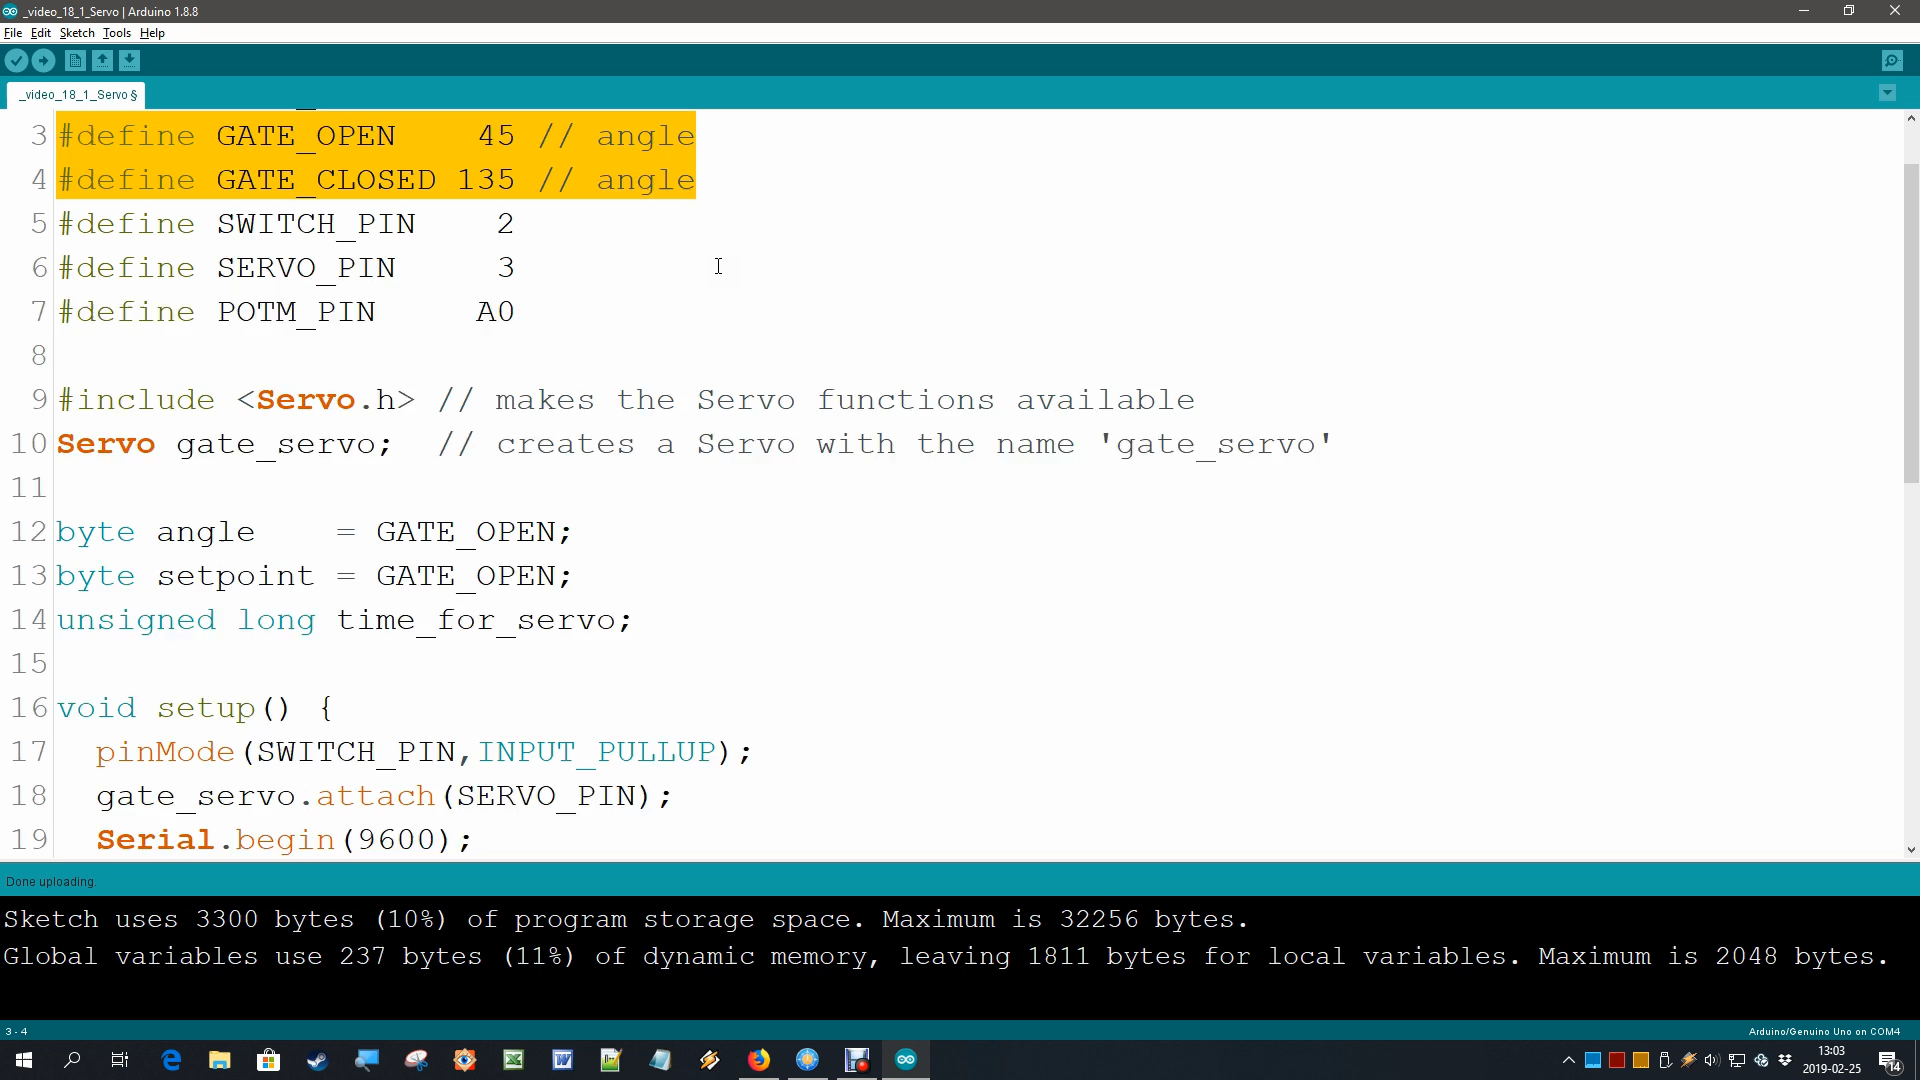 _video_18_1_Servo | Arduino 1.8.8
File Edit Sketch Tools Help
_video_18_1_Servo §
3 #define GATE_OPEN 45 // angle
4 #define GATE_CLOSED 135 // angle
5 #define SWITCH_PIN 2
6 #define SERVO_PIN 3
7 #define POTM_PIN A0
8
9 #include <Servo.h> // makes the Servo functions available
10 Servo gate_servo; // creates a Servo with the name 'gate_servo'
11
12 byte angle = GATE_OPEN;
13 byte setpoint = GATE_OPEN;
14 unsigned long time_for_servo;
15
16 void setup() {
17 pinMode(SWITCH_PIN,INPUT_PULLUP);
18 gate_servo.attach(SERVO_PIN);
19 Serial.begin(9600);
Done uploading.
Sketch uses 3300 bytes (10%) of program storage space. Maximum is 32256 bytes.
Global variables use 237 bytes (11%) of dynamic memory, leaving 1811 bytes for local variables. Maximum is 2048 bytes.
3 - 4
Arduino/Genuino Uno on COM4
13:03
2019-02-25
14